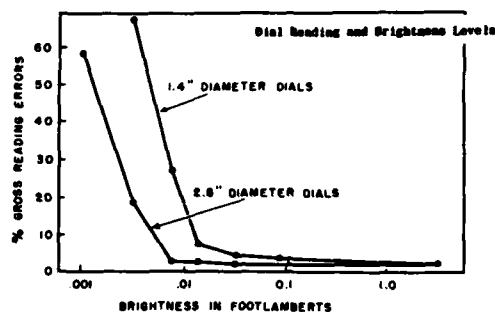 Dial Reading and Brightness Levels
60
50
40
30
20
10
0
% GROSS READING ERRORS
1.4" DIAMETER DIALS
2.8" DIAMETER DIALS
.001
.01
0.1
1.0
BRIGHTNESS IN FOOTLAMBERTS